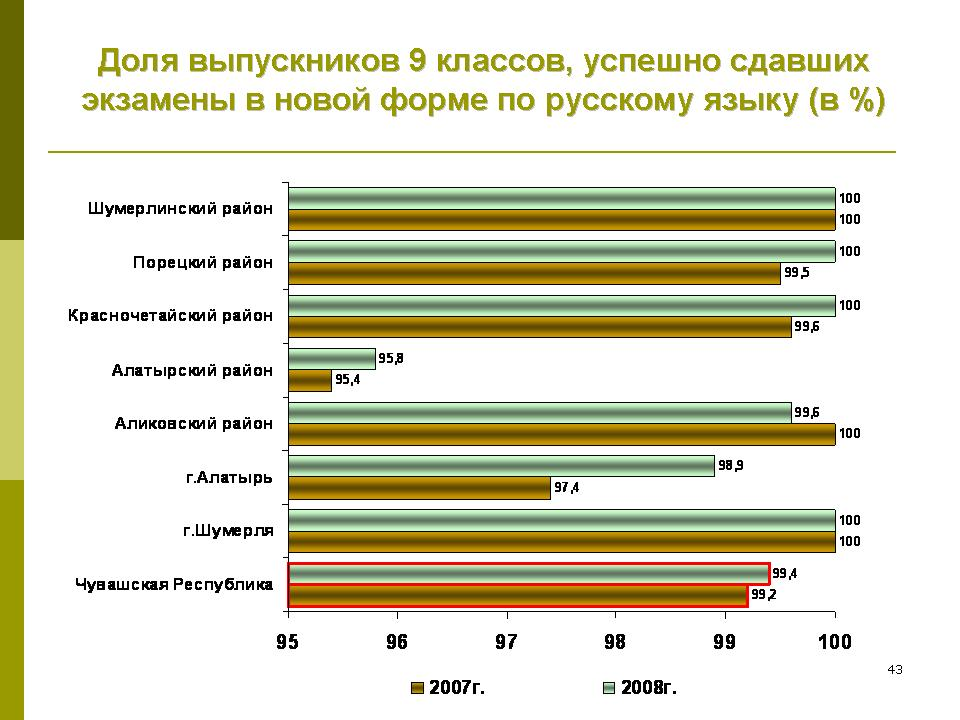 Доля выпускников 9 классов, успешно сдавших
экзамены в новой форме по русскому языку (в %)
Шумерлинский район
100
100
Порецкий район
100
99,5
Красночетайский район
100
99,6
Алатырский район
95,8
95,4
Аликовский район
99,6
100
г.Алатырь
98,9
97,4
г.Шумерля
100
100
Чувашская Республика
99,4
99,2
95 96 97 98 99 100
2007г. 2008г.
43